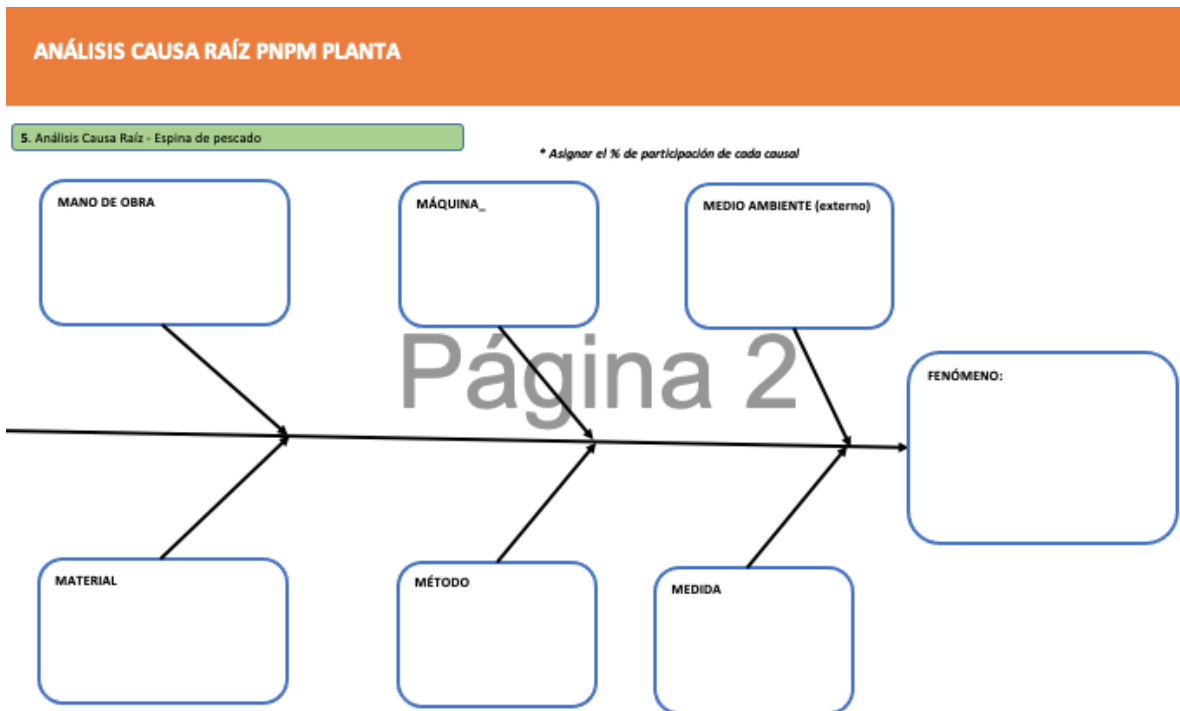 ANÁLISIS CAUSA RAÍZ PNPM PLANTA
5. Análisis Causa Raíz - Espina de pescado
* Asignar el % de participación de cada causal
MANO DE OBRA
MÁQUINA_
MEDIO AMBIENTE (externo)
Página 2
FENÓMENO:
MATERIAL
MÉTODO
MEDIDA